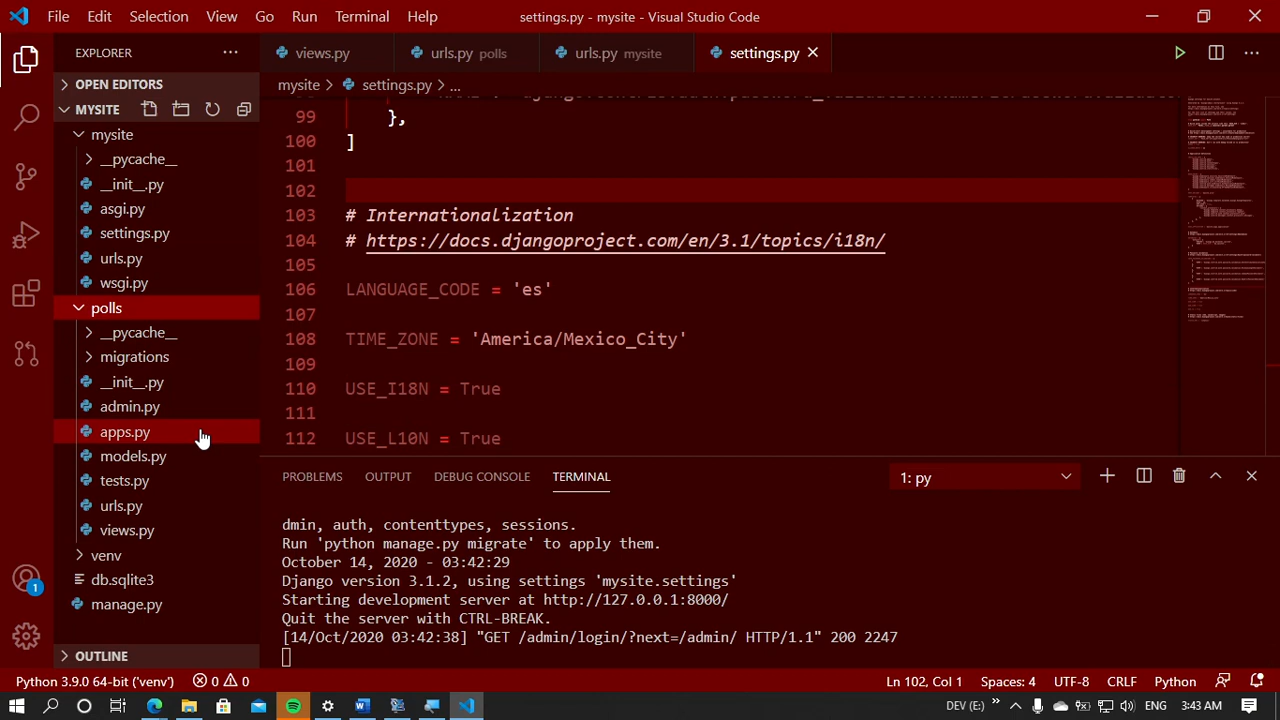 File Edit Selection View Go Run Terminal Help
settings.py - mysite - Visual Studio Code
EXPLORER
views.py
urls.py polls
urls.py mysite
settings.py
OPEN EDITORS
mysite > settings.py > ...
MYSITE
mysite
__pycache__
__init__.py
asgi.py
settings.py
urls.py
wsgi.py
polls
__pycache__
migrations
__init__.py
admin.py
apps.py
models.py
tests.py
urls.py
views.py
venv
db.sqlite3
manage.py
OUTLINE
99 },
100 ]
101
102
103 # Internationalization
104 # https://docs.djangoproject.com/en/3.1/topics/i18n/
105
106 LANGUAGE_CODE = 'es'
107
108 TIME_ZONE = 'America/Mexico_City'
109
110 USE_I18N = True
111
112 USE_L10N = True
PROBLEMS OUTPUT DEBUG CONSOLE TERMINAL
1: py
dmin, auth, contenttypes, sessions.
Run 'python manage.py migrate' to apply them.
October 14, 2020 - 03:42:29
Django version 3.1.2, using settings 'mysite.settings'
Starting development server at http://127.0.0.1:8000/
Quit the server with CTRL-BREAK.
[14/Oct/2020 03:42:38] "GET /admin/login/?next=/admin/ HTTP/1.1" 200 2247
1
Python 3.9.0 64-bit ('venv') 0 0
Ln 102, Col 1 Spaces: 4 UTF-8 CRLF Python
DEV (E:) 3:43 AM